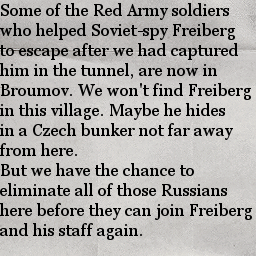 Some of the Red Army soldiers
who helped Soviet-spy Freiberg
to escape after we had captured
him in the tunnel, are now in
Broumov. We won't find Freiberg
in this village. Maybe he hides
in a Czech bunker not far away
from here.
But we have the chance to
eliminate all of those Russians
here before they can join Freiberg
and his staff again.